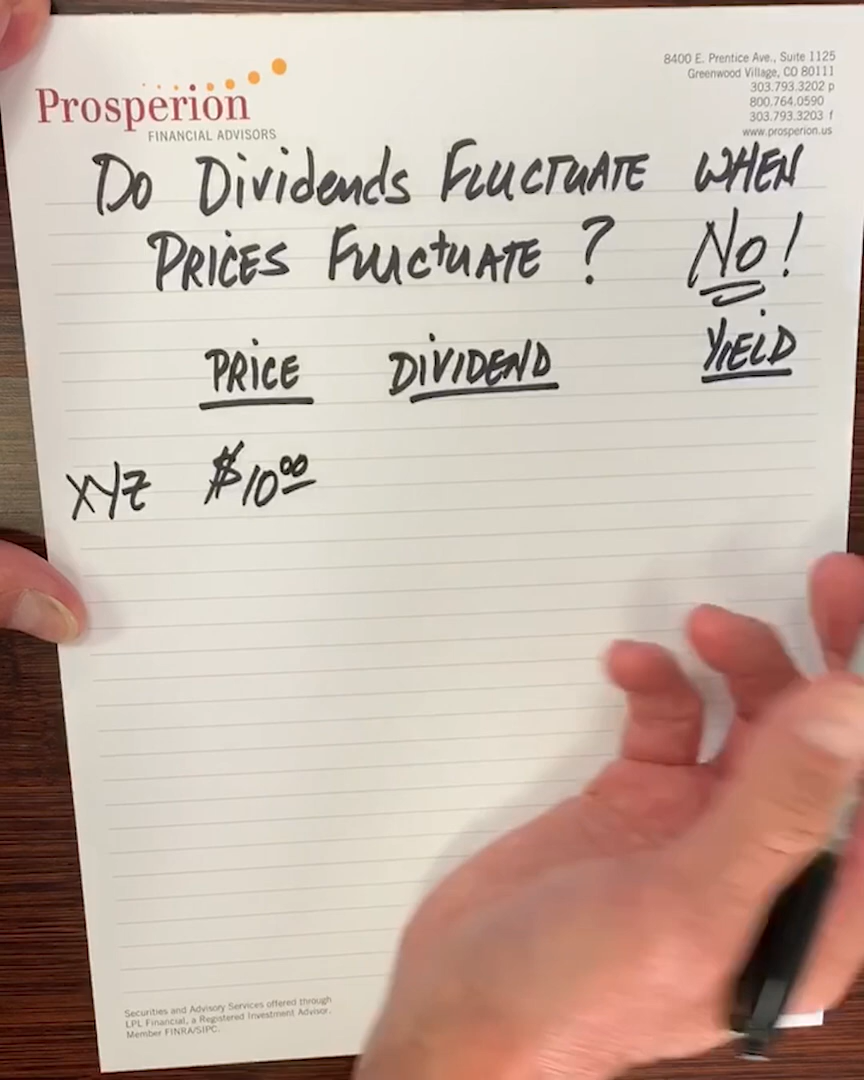 Prosperion
FINANCIAL ADVISORS
8400 E. Prentice Ave., Suite 1125
Greenwood Village, CO 80111
303.793.3202 p
800.764.0590
303.793.3203 f
www.prosperion.us
Do Dividends FLUCTUATE WHEN
PRICES FLUCTUATE ? No!
PRICE DIVIDEND YIELD
XYZ $10.00
Securities and Advisory Services offered through
LPL Financial, a Registered Investment Advisor.
Member FINRA/SIPC.